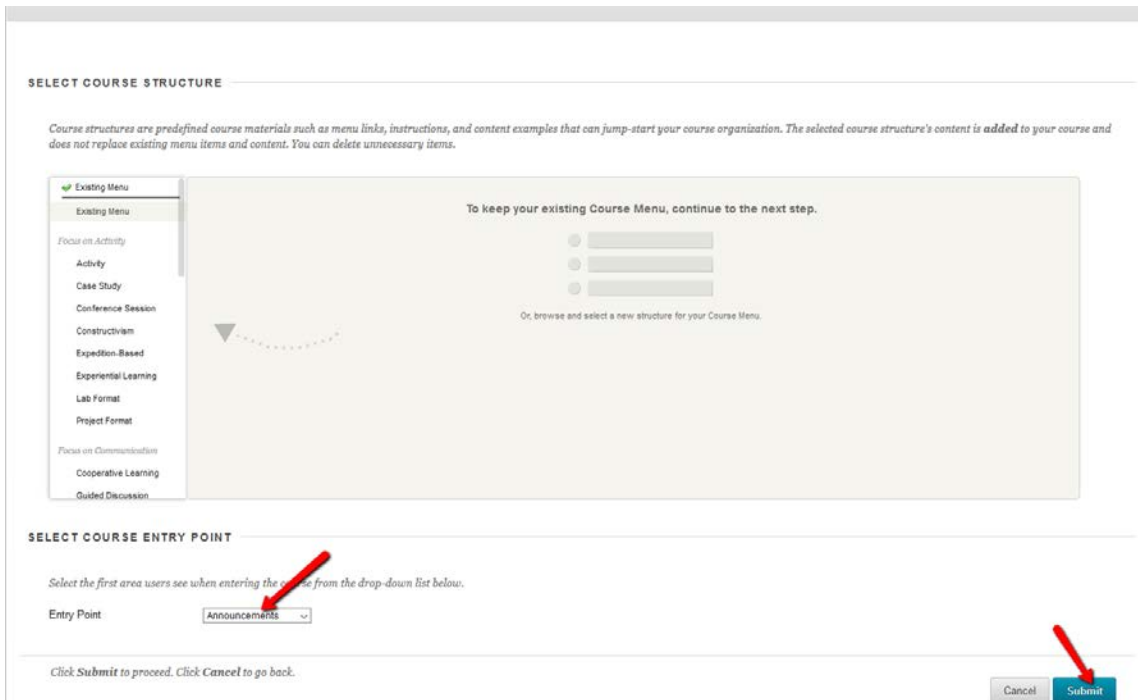 SELECT COURSE STRUCTURE
Course structures are predefined course materials such as menu links, instructions, and content examples that can jump-start your course organization. The selected course structure's content is added to your course and
does not replace existing menu items and content. You can delete unnecessary items.
Existing Menu
Existing Menu
Focus on Activity
Activity
Case Study
Conference Session
Constructivism
Expedition-Based
Experiential Learning
Lab Format
Project Format
Focus on Communication
Cooperative Learning
Guided Discussion
To keep your existing Course Menu, continue to the next step.
Or, browse and select a new structure for your Course Menu.
SELECT COURSE ENTRY POINT
Select the first area users see when entering the course from the drop-down list below.
Entry Point
Announcements
Click Submit to proceed. Click Cancel to go back.
Cancel
Submit